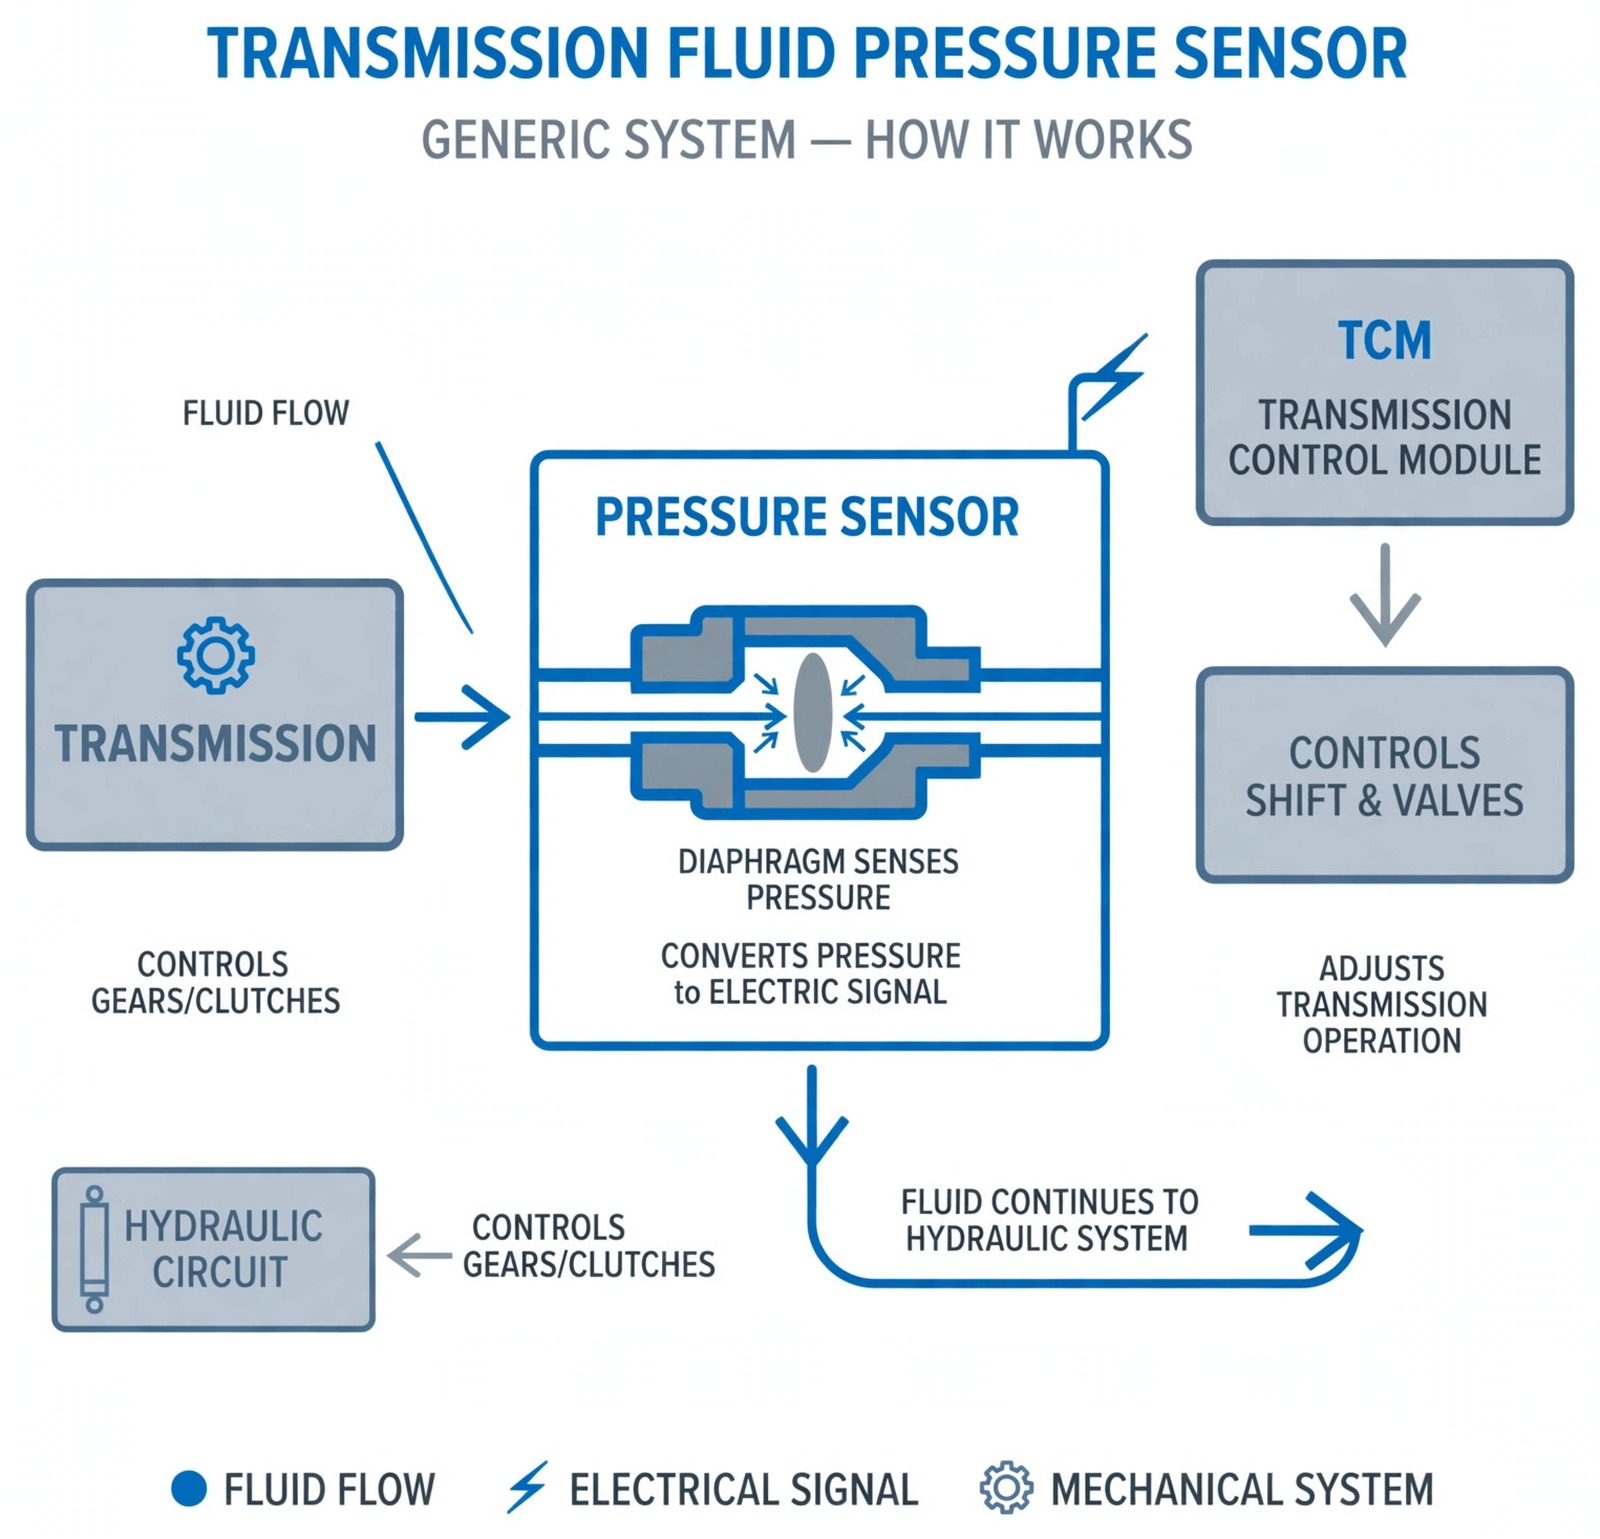 TRANSMISSION FLUID PRESSURE SENSOR
GENERIC SYSTEM — HOW IT WORKS
FLUID FLOW
TRANSMISSION
CONTROLS
GEARS/CLUTCHES
PRESSURE SENSOR
DIAPHRAGM SENSES
PRESSURE
CONVERTS PRESSURE
to ELECTRIC SIGNAL
TCM
TRANSMISSION
CONTROL MODULE
CONTROLS
SHIFT & VALVES
ADJUSTS
TRANSMISSION
OPERATION
HYDRAULIC
CIRCUIT
CONTROLS
GEARS/CLUTCHES
FLUID CONTINUES TO
HYDRAULIC SYSTEM
FLUID FLOW
ELECTRICAL SIGNAL
MECHANICAL SYSTEM